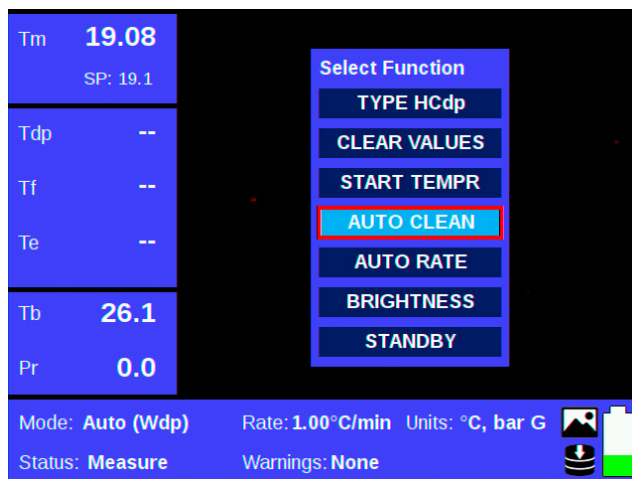 Tm 19.08
SP: 19.1
Tdp --
Tf --
Te --
Tb 26.1
Pr 0.0
Select Function
TYPE HCdp
CLEAR VALUES
START TEMPR
AUTO CLEAN
AUTO RATE
BRIGHTNESS
STANDBY
Mode: Auto (Wdp) Rate: 1.00°C/min Units: °C, bar G
Status: Measure Warnings: None